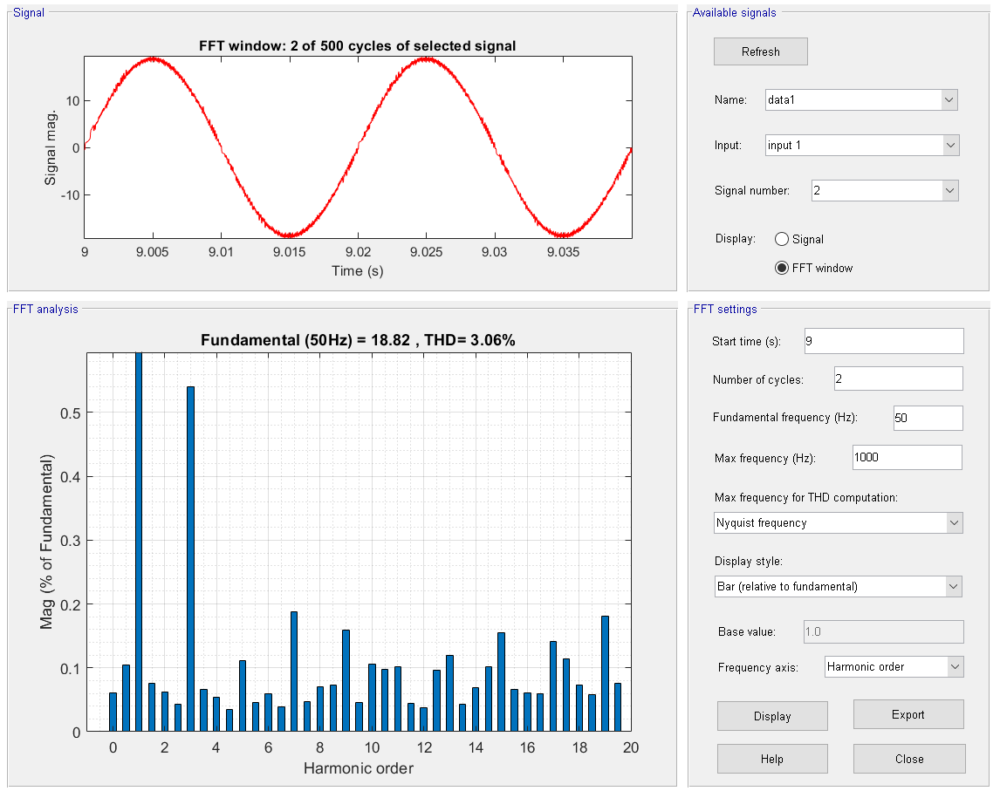 Signal
FFT window: 2 of 500 cycles of selected signal
Signal mag.
10
0
-10
9
9.005
9.01
9.015
9.02
9.025
9.03
9.035
Time (s)
Available signals
Refresh
Name:
data1
Input:
input 1
Signal number:
2
Display:
Signal
FFT window
FFT analysis
Fundamental (50Hz) = 18.82 , THD= 3.06%
Mag (% of Fundamental)
0.5
0.4
0.3
0.2
0.1
0
0
2
4
6
8
10
12
14
16
18
20
Harmonic order
FFT settings
Start time (s):
9
Number of cycles:
2
Fundamental frequency (Hz):
50
Max frequency (Hz):
1000
Max frequency for THD computation:
Nyquist frequency
Display style:
Bar (relative to fundamental)
Base value:
1.0
Frequency axis:
Harmonic order
Display
Export
Help
Close